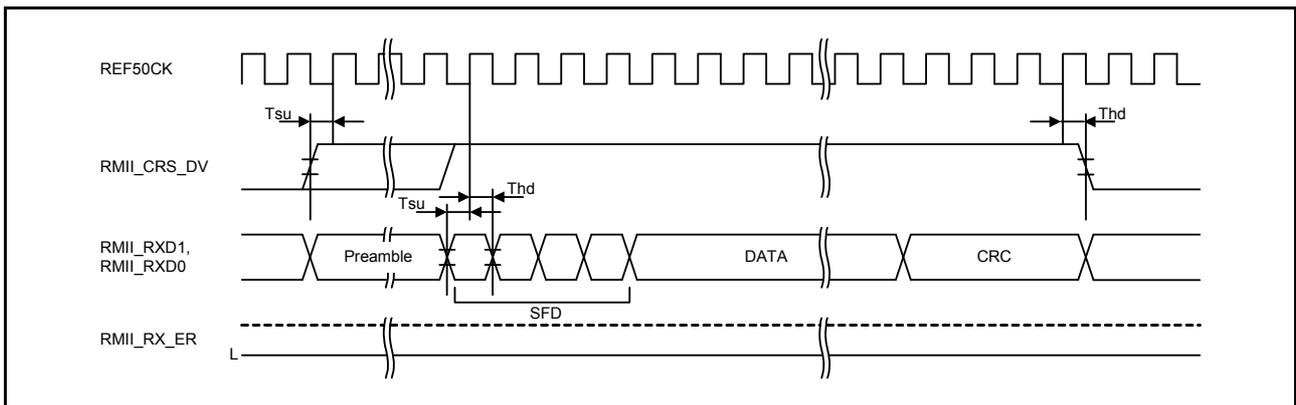 REF50CK
Tsu
Thd
RMII_CRS_DV
Thd
Tsu
RMII_RXD1,
RMII_RXD0
Preamble
DATA
CRC
SFD
RMII_RX_ER
L